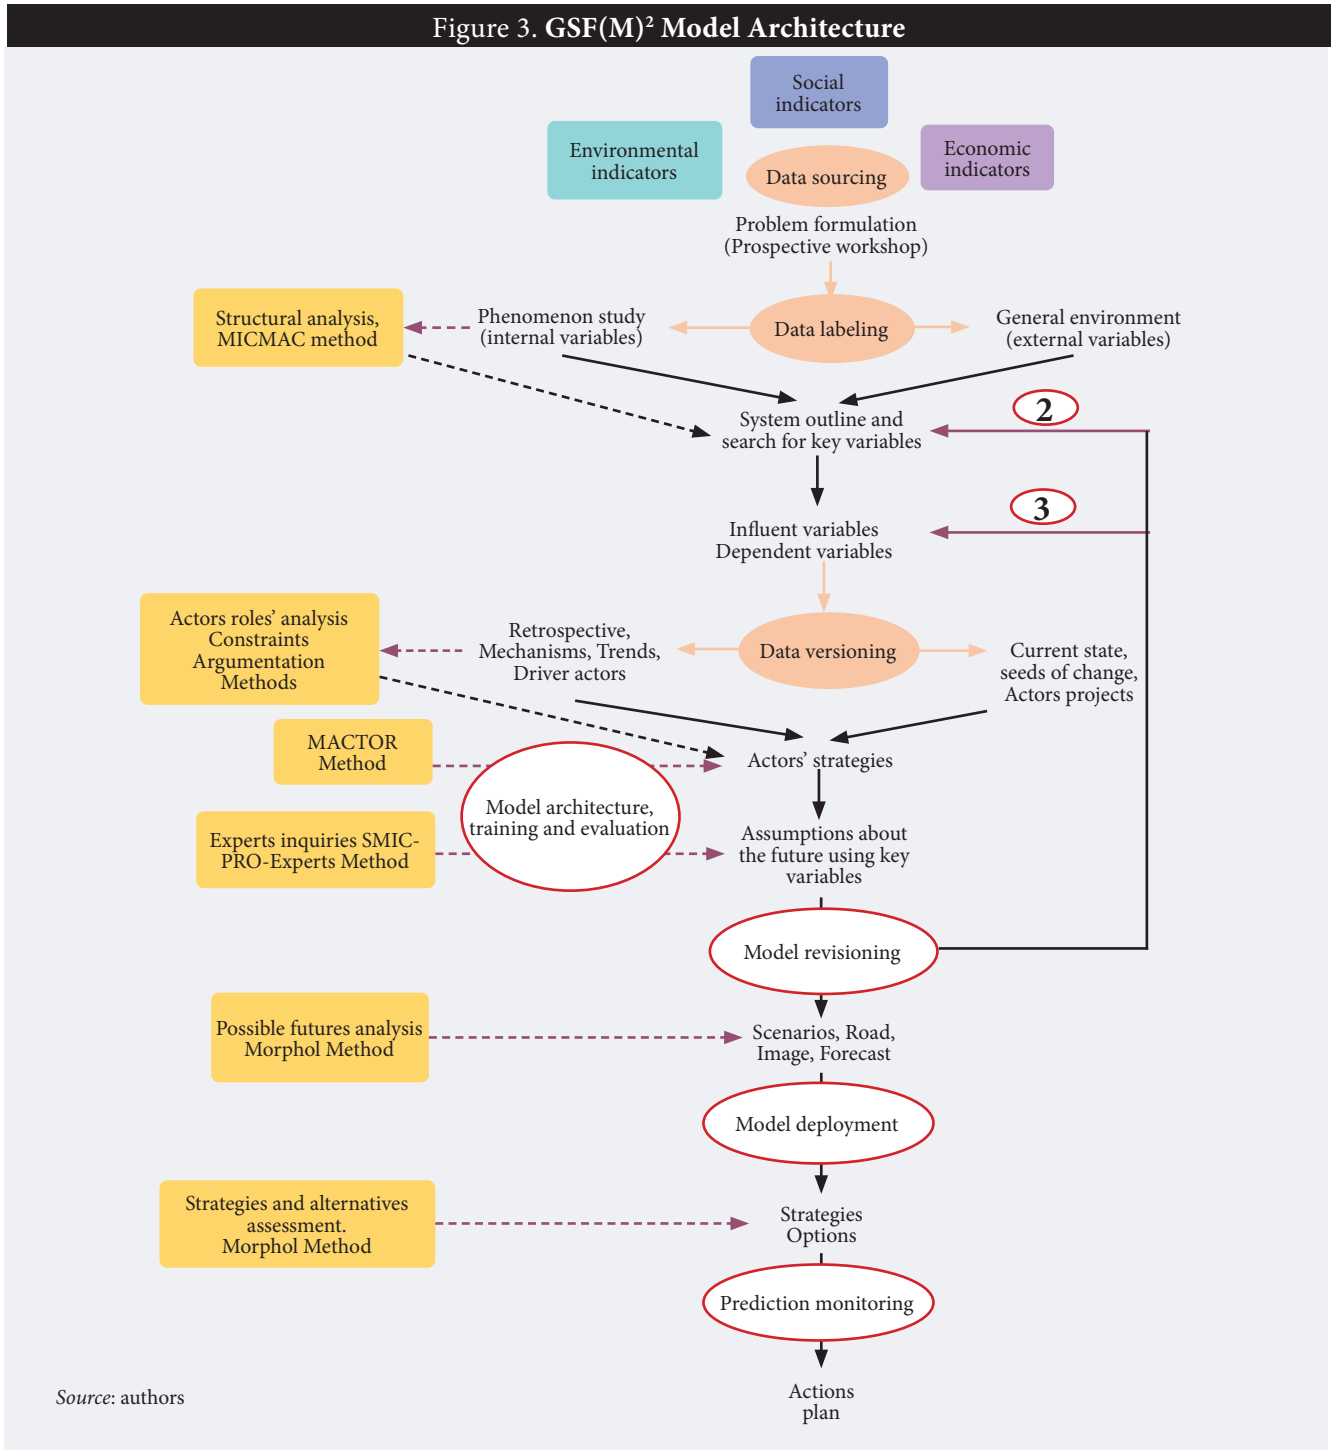 Figure 3. GSF(M)² Model Architecture
Social
indicators
Environmental
indicators
Economic
indicators
Data sourcing
Problem formulation
(Prospective workshop)
Structural analysis,
MICMAC method
Phenomenon study
(internal variables)
Data labeling
General environment
(external variables)
System outline and
search for key variables
2
3
Influent variables
Dependent variables
Actors roles’ analysis
Constraints
Argumentation
Methods
Retrospective,
Mechanisms, Trends,
Driver actors
Data versioning
Current state,
seeds of change,
Actors projects
MACTOR
Method
Actors’ strategies
Model architecture,
training and evaluation
Experts inquiries SMIC-
PRO-Experts Method
Assumptions about
the future using key
variables
Model revisioning
Possible futures analysis
Morphol Method
Scenarios, Road,
Image, Forecast
Model deployment
Strategies and alternatives
assessment.
Morphol Method
Strategies
Options
Prediction monitoring
Actions
plan
Source: authors